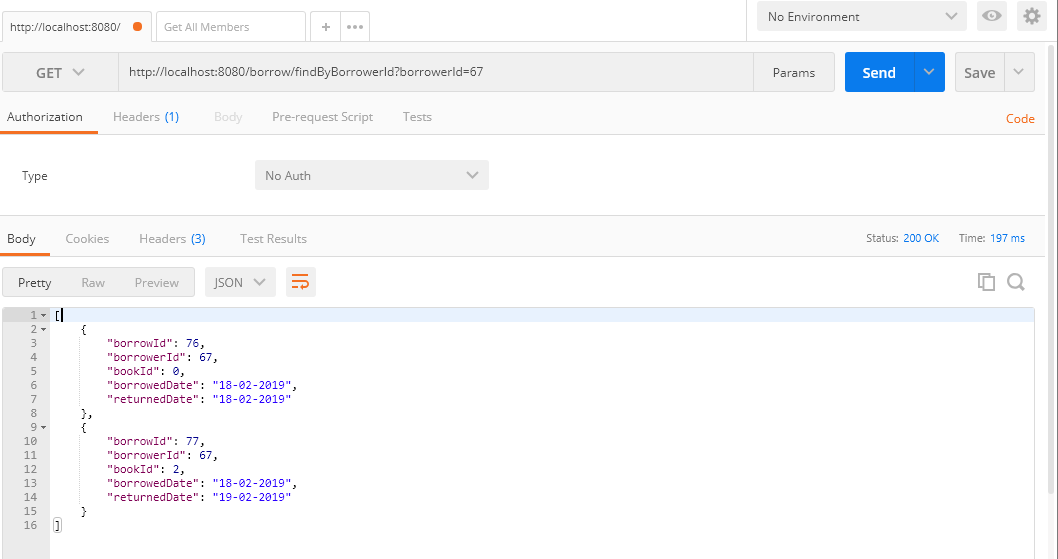 http://localhost:8080/
Get All Members
No Environment
GET
http://localhost:8080/borrow/findByBorrowerId?borrowerId=67
Params
Send
Save
Authorization
Headers (1)
Body
Pre-request Script
Tests
Code
Type
No Auth
Body
Cookies
Headers (3)
Test Results
Status: 200 OK
Time: 197 ms
Pretty
Raw
Preview
JSON
1 [
2 {
3 "borrowId": 76,
4 "borrowerId": 67,
5 "bookId": 0,
6 "borrowedDate": "18-02-2019",
7 "returnedDate": "18-02-2019"
8 },
9 {
10 "borrowId": 77,
11 "borrowerId": 67,
12 "bookId": 2,
13 "borrowedDate": "18-02-2019",
14 "returnedDate": "19-02-2019"
15 }
16 ]